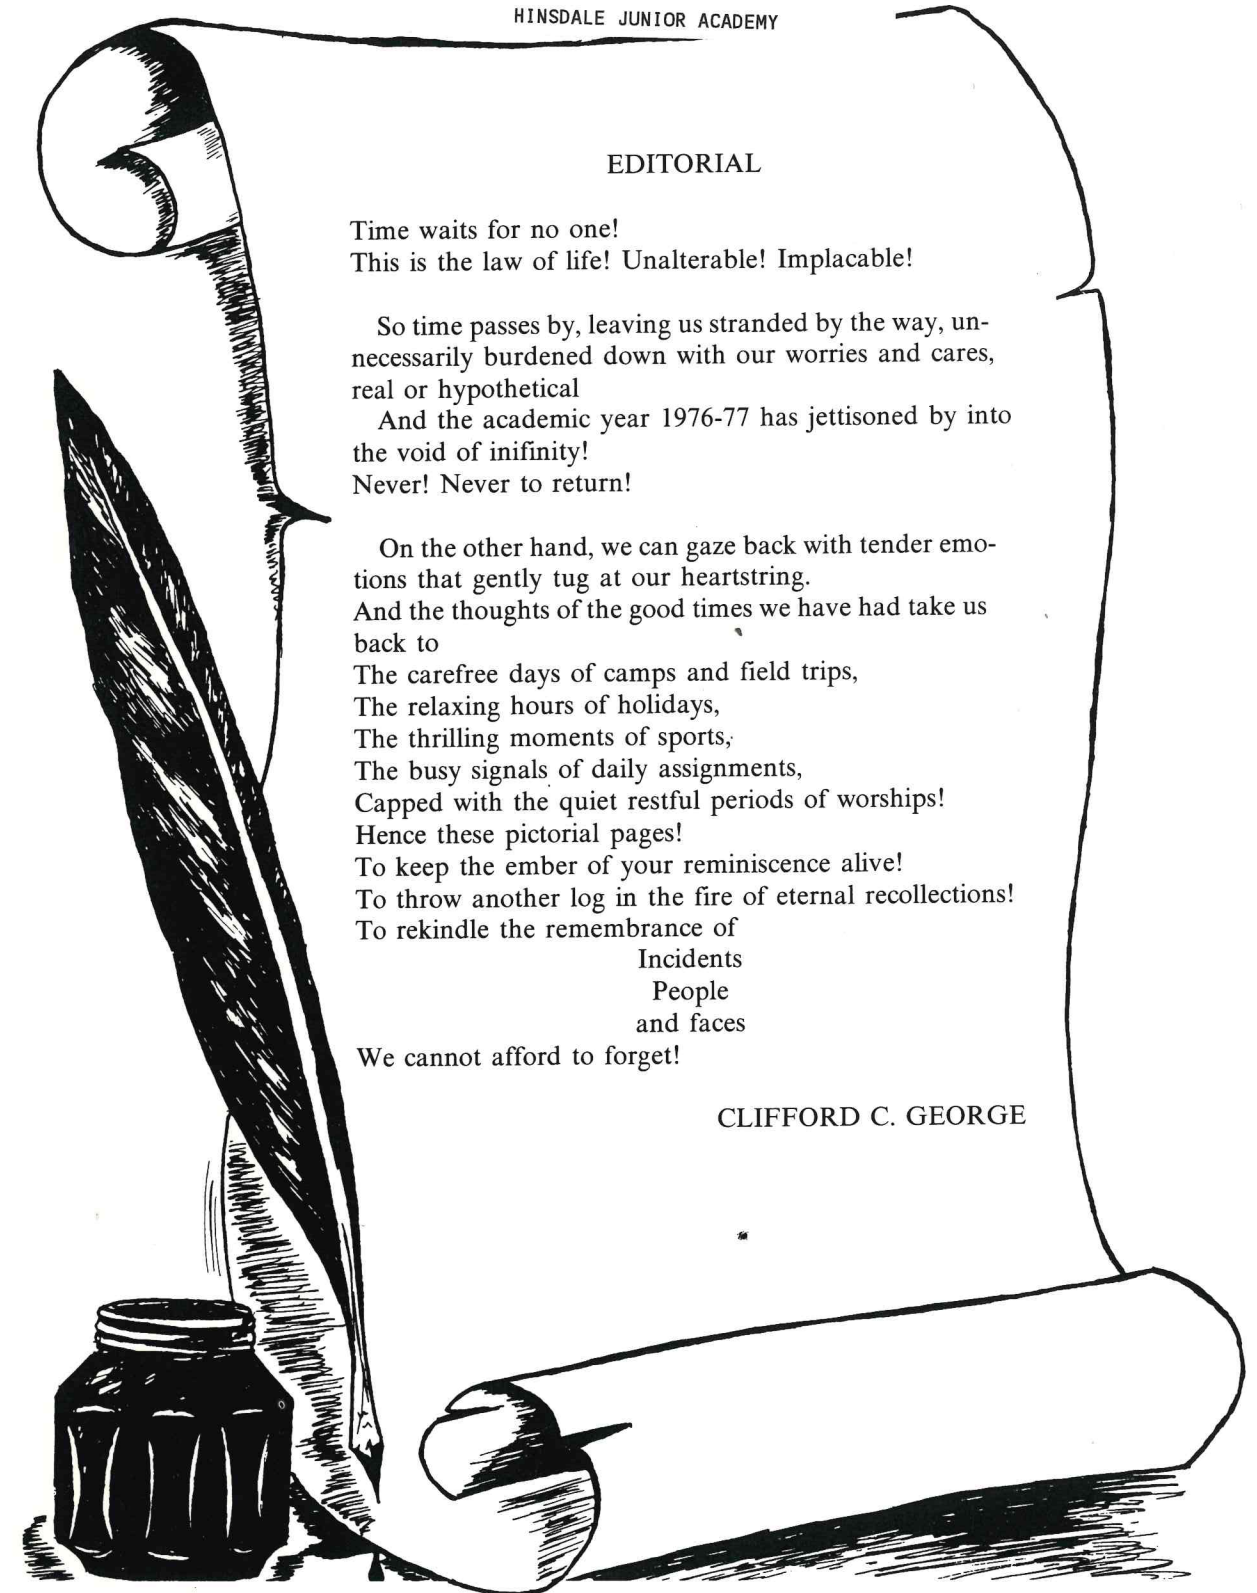 HINSDALE JUNIOR ACADEMY
EDITORIAL
Time waits for no one!
This is the law of life! Unalterable! Implacable!
So time passes by, leaving us stranded by the way, un-
necessarily burdened down with our worries and cares,
real or hypothetical
And the academic year 1976-77 has jettisoned by into
the void of inifinity!
Never! Never to return!
On the other hand, we can gaze back with tender emo-
tions that gently tug at our heartstring.
And the thoughts of the good times we have had take us
back to
The carefree days of camps and field trips,
The relaxing hours of holidays,
The thrilling moments of sports,
The busy signals of daily assignments,
Capped with the quiet restful periods of worships!
Hence these pictorial pages!
To keep the ember of your reminiscence alive!
To throw another log in the fire of eternal recollections!
To rekindle the remembrance of
Incidents
People
and faces
We cannot afford to forget!
CLIFFORD C. GEORGE